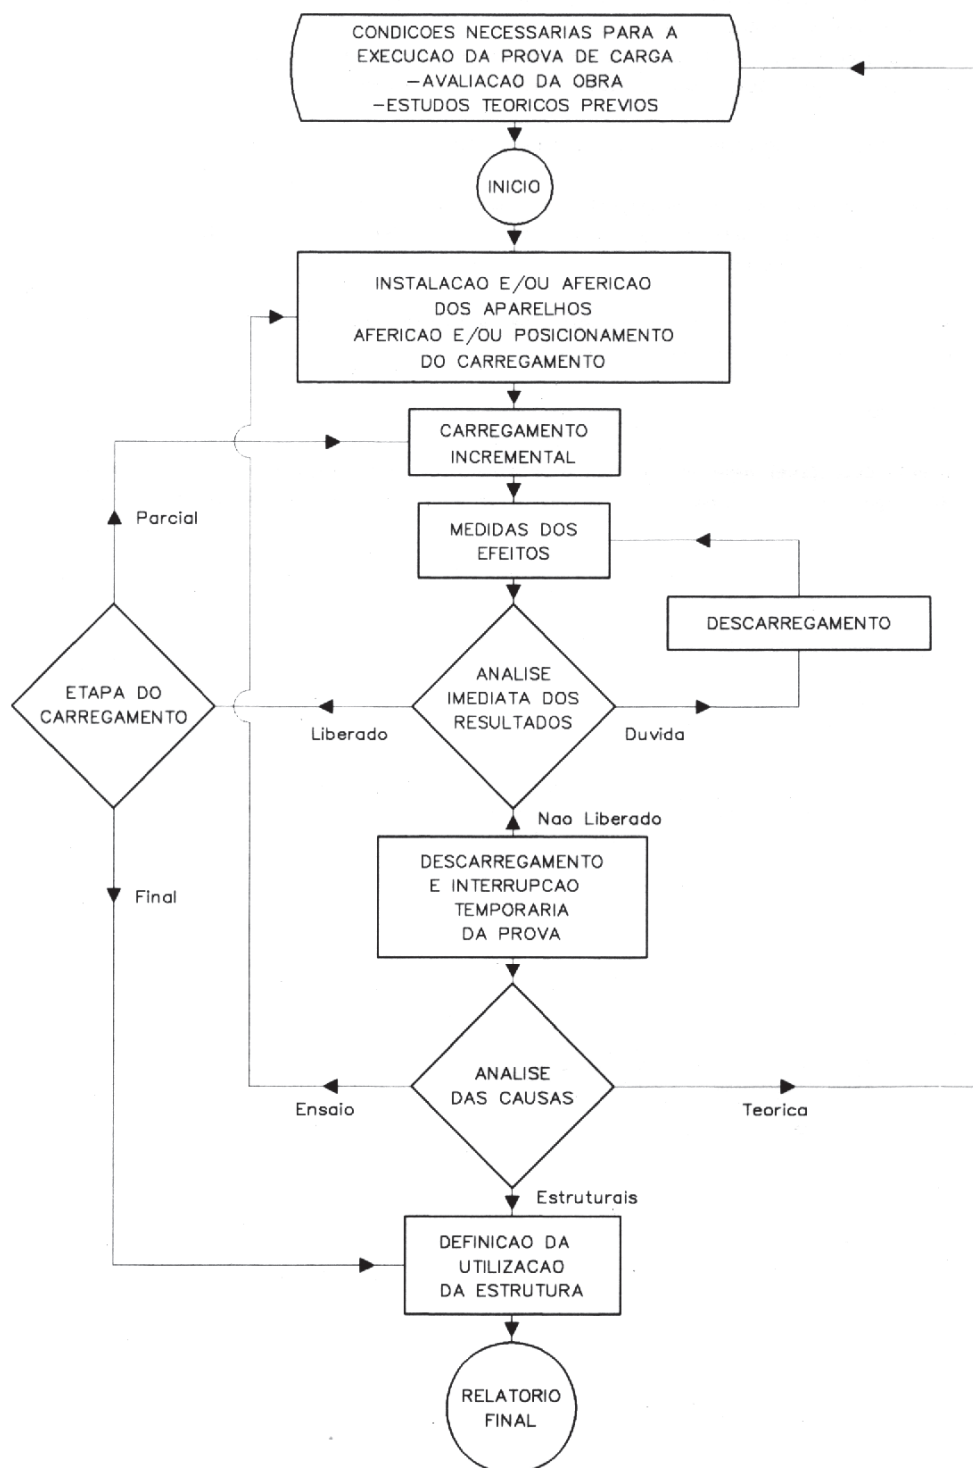 CONDICOES NECESSARIAS PARA A
EXECUCAO DA PROVA DE CARGA
-AVALIACAO DA OBRA
-ESTUDOS TEORICOS PREVIOS
INICIO
INSTALACAO E/OU AFERICAO
DOS APARELHOS
AFERICAO E/OU POSICIONAMENTO
DO CARREGAMENTO
CARREGAMENTO
INCREMENTAL
Parcial
MEDIDAS DOS
EFEITOS
DESCARREGAMENTO
ETAPA DO
CARREGAMENTO
ANALISE
IMEDIATA DOS
RESULTADOS
Liberado
Duvida
Nao Liberado
DESCARREGAMENTO
E INTERRUPCAO
TEMPORARIA
DA PROVA
Final
ANALISE
DAS CAUSAS
Ensaio
Teorica
Estruturais
DEFINICAO DA
UTILIZACAO
DA ESTRUTURA
RELATORIO
FINAL